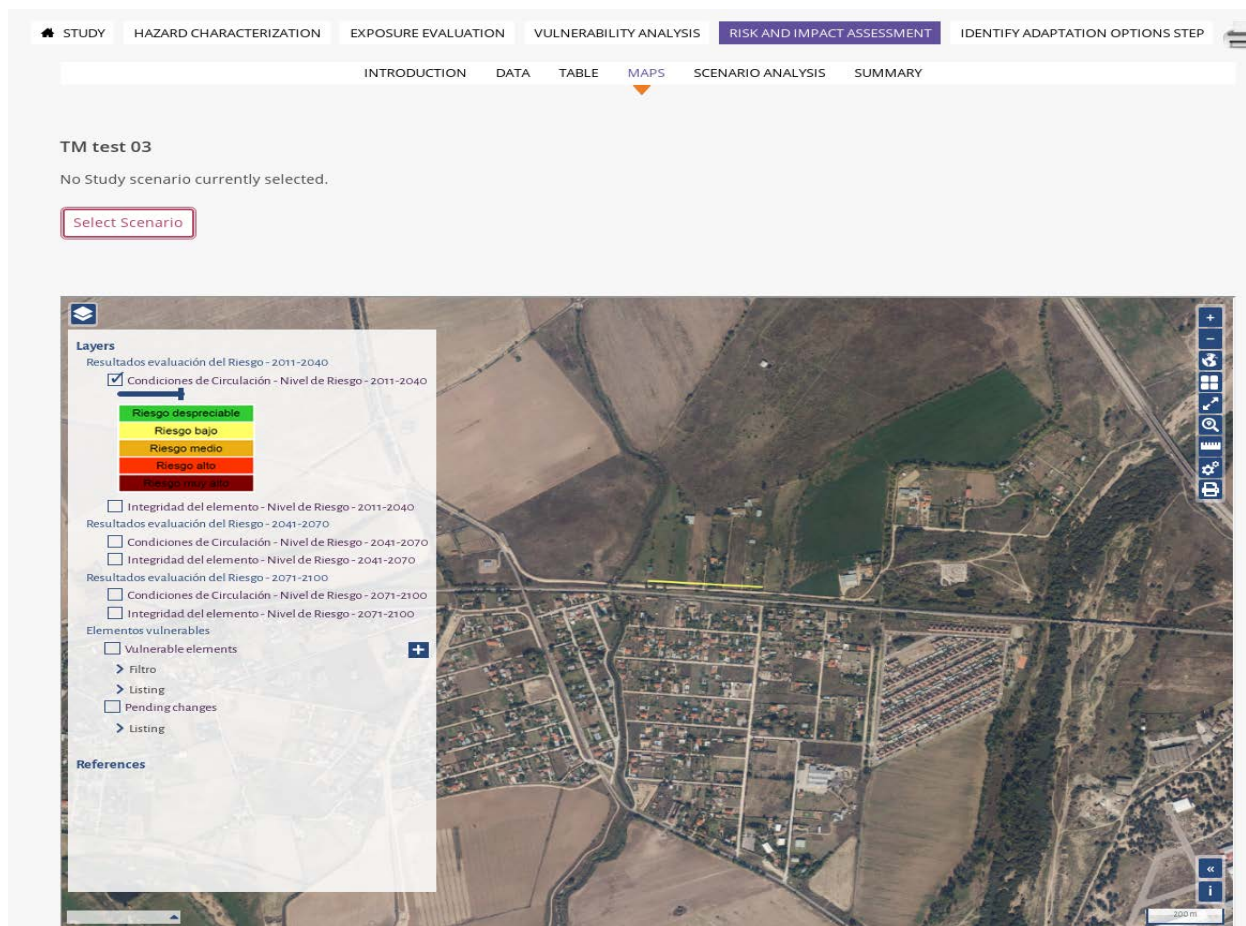 STUDY HAZARD CHARACTERIZATION EXPOSURE EVALUATION VULNERABILITY ANALYSIS RISK AND IMPACT ASSESSMENT IDENTIFY ADAPTATION OPTIONS STEP
INTRODUCTION DATA TABLE MAPS SCENARIO ANALYSIS SUMMARY
TM test 03
No Study scenario currently selected.
Select Scenario
Layers
Resultados evaluación del Riesgo - 2011-2040
Condiciones de Circulación - Nivel de Riesgo - 2011-2040
Riesgo despreciable
Riesgo bajo
Riesgo medio
Riesgo alto
Riesgo muy alto
Integridad del elemento - Nivel de Riesgo - 2011-2040
Resultados evaluación del Riesgo - 2041-2070
Condiciones de Circulación - Nivel de Riesgo - 2041-2070
Integridad del elemento - Nivel de Riesgo - 2041-2070
Resultados evaluación del Riesgo - 2071-2100
Condiciones de Circulación - Nivel de Riesgo - 2071-2100
Integridad del elemento - Nivel de Riesgo - 2071-2100
Elementos vulnerables
Vulnerable elements
Filtro
Listing
Pending changes
Listing
References
200 m